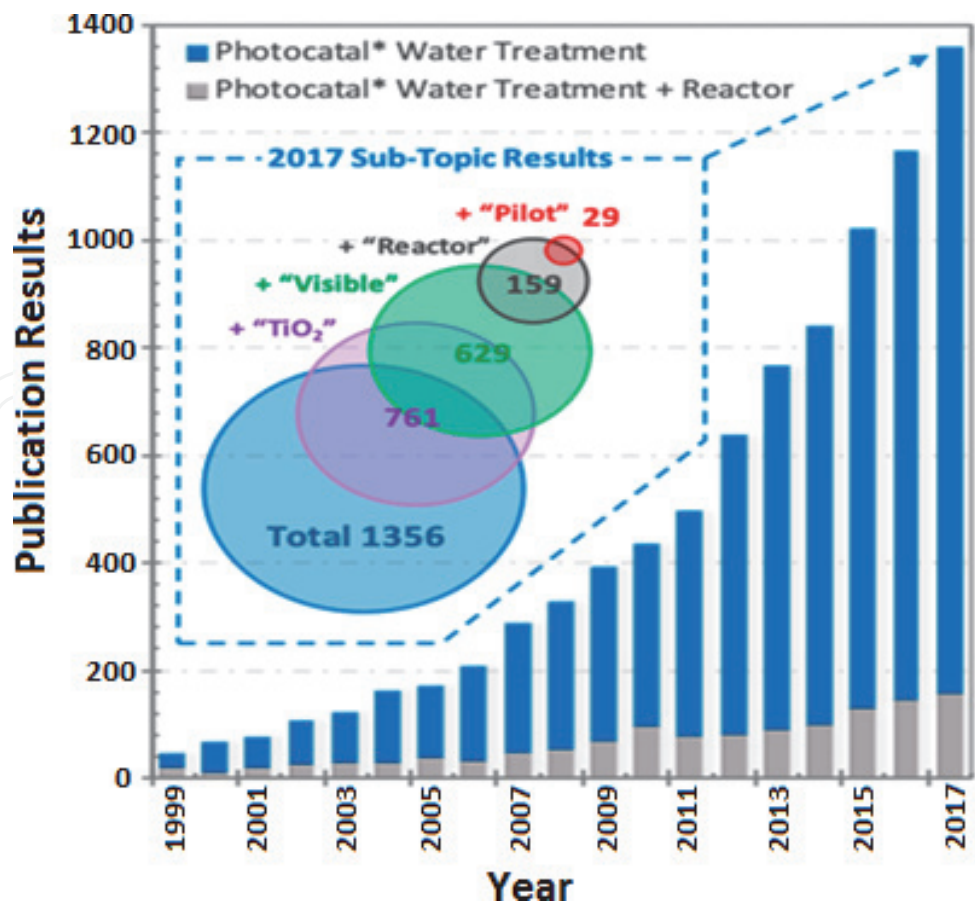 1400
1200
1000
800
600
400
200
0
Publication Results
Photocatal* Water Treatment
Photocatal* Water Treatment + Reactor
2017 Sub-Topic Results
+ "Pilot" 29
+ "Reactor"
159
+ "Visible"
629
+ "TiO₂"
761
Total 1356
1999
2001
2003
2005
2007
2009
20011
2013
2015
2017
Year